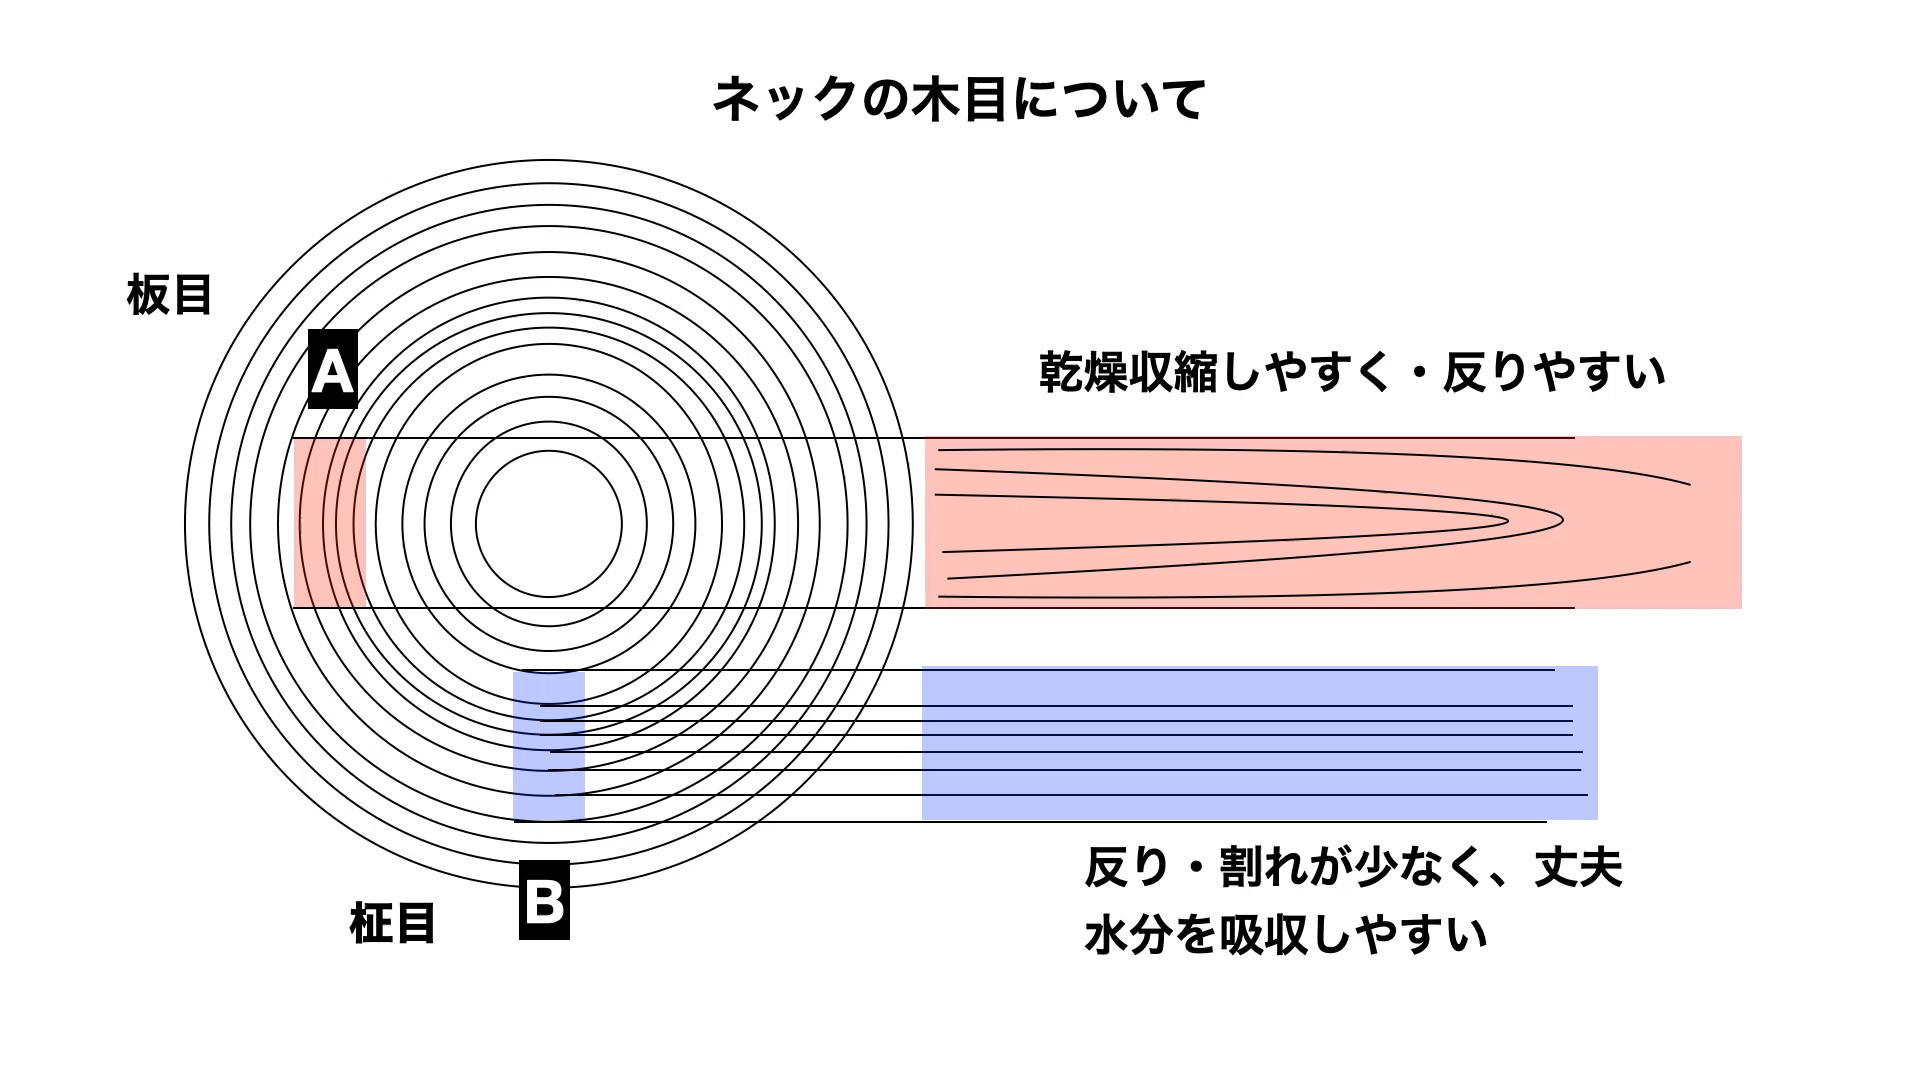 ネックの木目について
板目
A
乾燥収縮しやすく・反りやすい
反り・割れが少なく、丈夫
水分を吸収しやすい
柾目
B